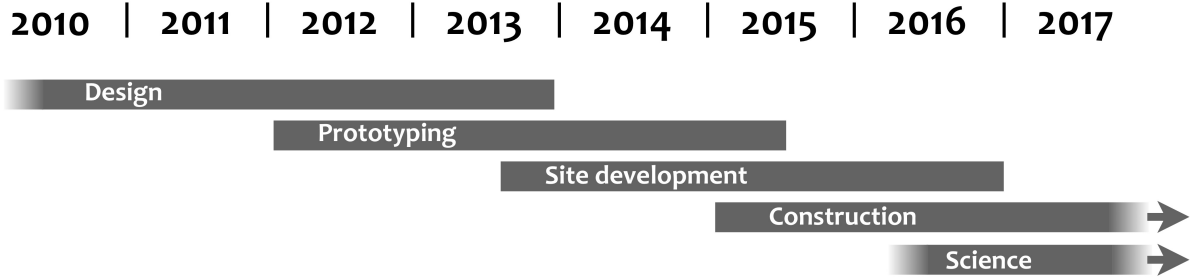 2010 | 2011 | 2012 | 2013 | 2014 | 2015 | 2016 | 2017
Design
Prototyping
Site development
Construction
Science